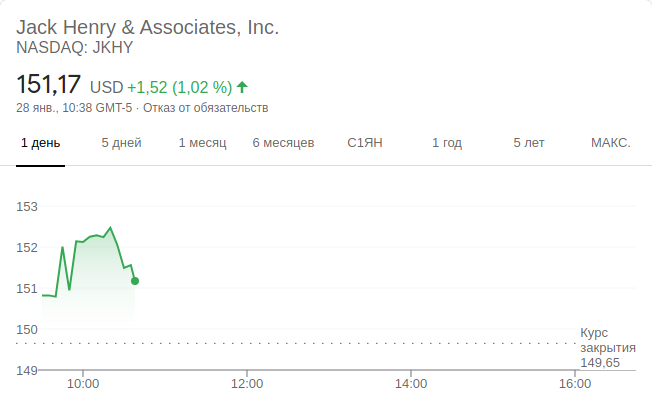 Jack Henry & Associates, Inc.
NASDAQ: JKHY
151,17 USD +1,52 (1,02 %)
28 янв., 10:38 GMT-5 · Отказ от обязательств
1 день 5 дней 1 месяц 6 месяцев С1ЯН 1 год 5 лет МАКС.
153
152
151
150
Курс
закрытия
149,65
149
10:00 12:00 14:00 16:00